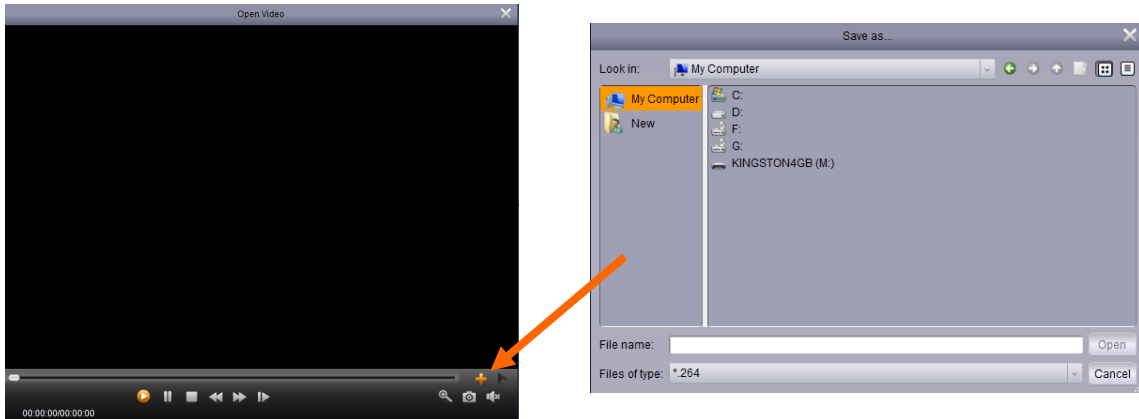 Open Video
00:00:00/00:00:00
Save as...
Look in: My Computer
My Computer
New
C:
D:
F:
G:
KINGSTON4GB (M:)
File name: Open
Files of type: *.264 Cancel